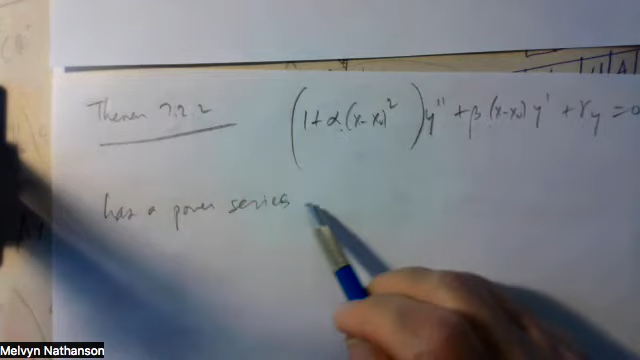 Theorem 7.2.2 (1+α(x-x₀)²)y'' + β(x-x₀)y' + γy = 0
has a power series
Melvyn Nathanson